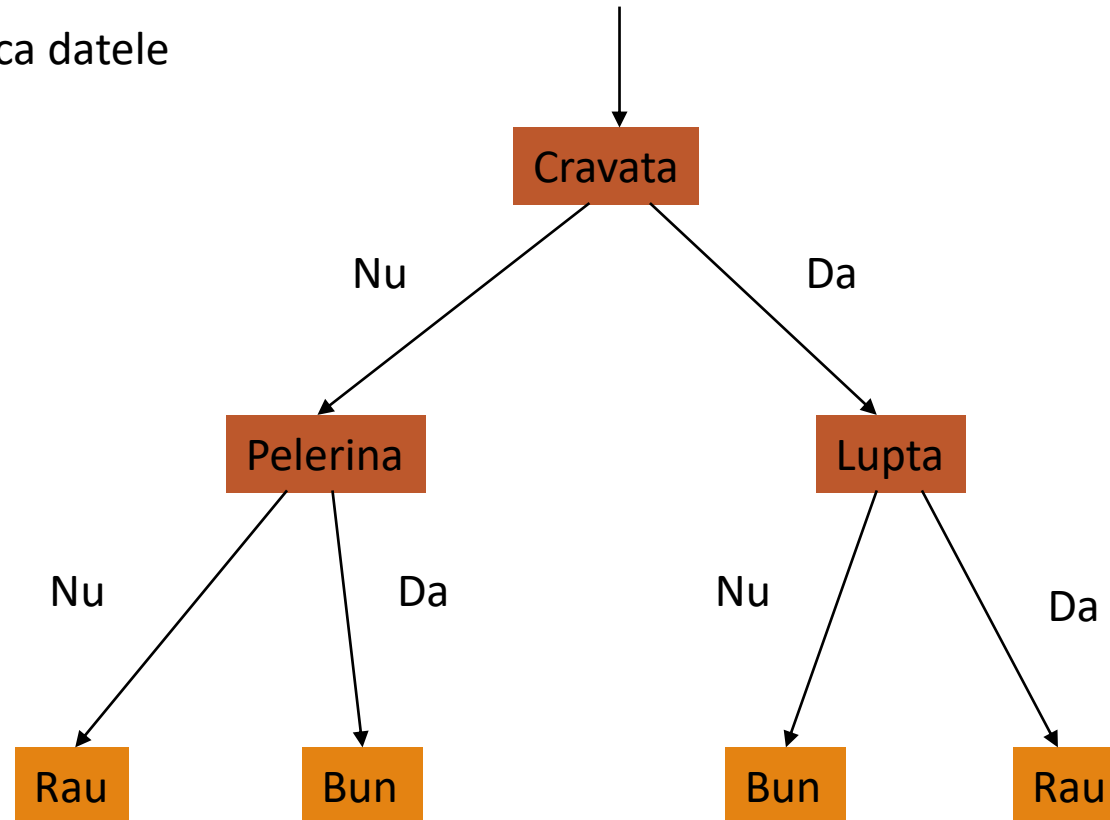 ca datele
Cravata
Nu
Da
Pelerina
Lupta
Nu
Da
Nu
Da
Rau
Bun
Bun
Rau